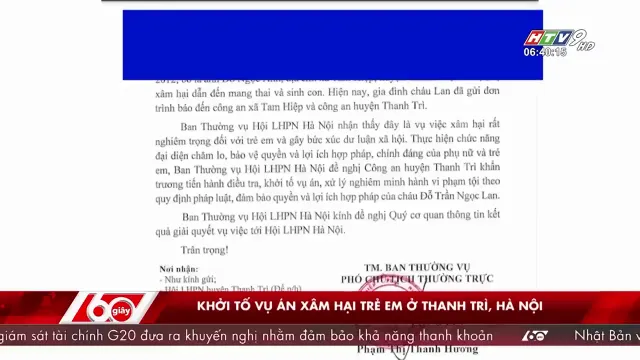 HTV9 HD
06:40:15
xâm hại dẫn đến mang thai và sinh con. Hiện nay, gia đình cháu Lan đã gửi đơn
trình báo đến công an xã Tam Hiệp và công an huyện Thanh Trì.
Ban Thường vụ Hội LHPN Hà Nội nhận thấy đây là vụ việc xâm hại rất
nghiêm trọng đối với trẻ em và gây bức xúc dư luận xã hội. Thực hiện chức năng
đại diện chăm lo, bảo vệ quyền và lợi ích hợp pháp, chính đáng của phụ nữ và trẻ
em, Ban Thường vụ Hội LHPN Hà Nội đề nghị Công an huyện Thanh Trì khẩn
trương tiến hành điều tra, khởi tố vụ án, xử lý nghiêm minh hành vi phạm tội theo
quy định pháp luật, đảm bảo quyền và lợi ích hợp pháp của cháu Đỗ Trần Ngọc Lan.
Ban Thường vụ Hội LHPN Hà Nội kính đề nghị Quý cơ quan thông tin kết
quả giải quyết vụ việc tới Hội LHPN Hà Nội.
Trân trọng!
Nơi nhận:
- Như kính gửi;
- Hội LHPN huyện Thanh Trì (Để p/h)
TM. BAN THƯỜNG VỤ
PHÓ CHỦ TỊCH THƯỜNG TRỰC
60 giây
KHỞI TỐ VỤ ÁN XÂM HẠI TRẺ EM Ở THANH TRÌ, HÀ NỘI
giám sát tài chính G20 đưa ra khuyến nghị nhằm đảm bảo khả năng thanh khoản
60
Nhật Bản
Phạm Thị Thanh Hương